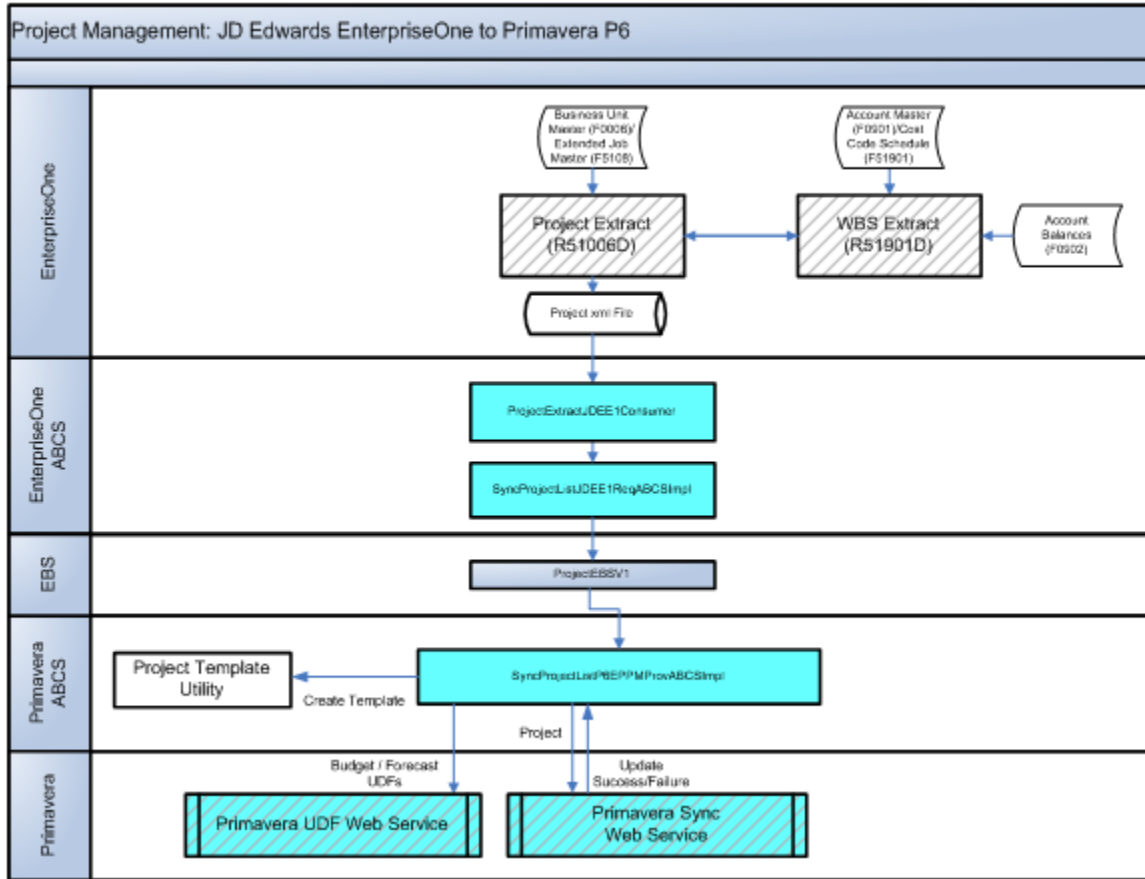 Project Management: JD Edwards EnterpriseOne to Primavera P6
EnterpriseOne
Business Unit
Master (F0006)/
Extended Job
Master (F5108)
Account Master
(F0901)/Cost
Code Schedule
(F51901)
Project Extract
(R51006D)
WBS Extract
(R51901D)
Account
Balances
(F0902)
Project xml File
EnterpriseOne
ABCS
ProjectExtractJDEE1Consumer
SyncProjectListJDEE1ReqABCSImpl
EBS
ProjectEBSV1
Primavera
ABCS
Project Template
Utility
Create Template
SyncProjectListP6EPPMProvABCSImpl
Project
Primavera
Budget / Forecast
UDFs
Update
Success/Failure
Primavera UDF Web Service
Primavera Sync
Web Service